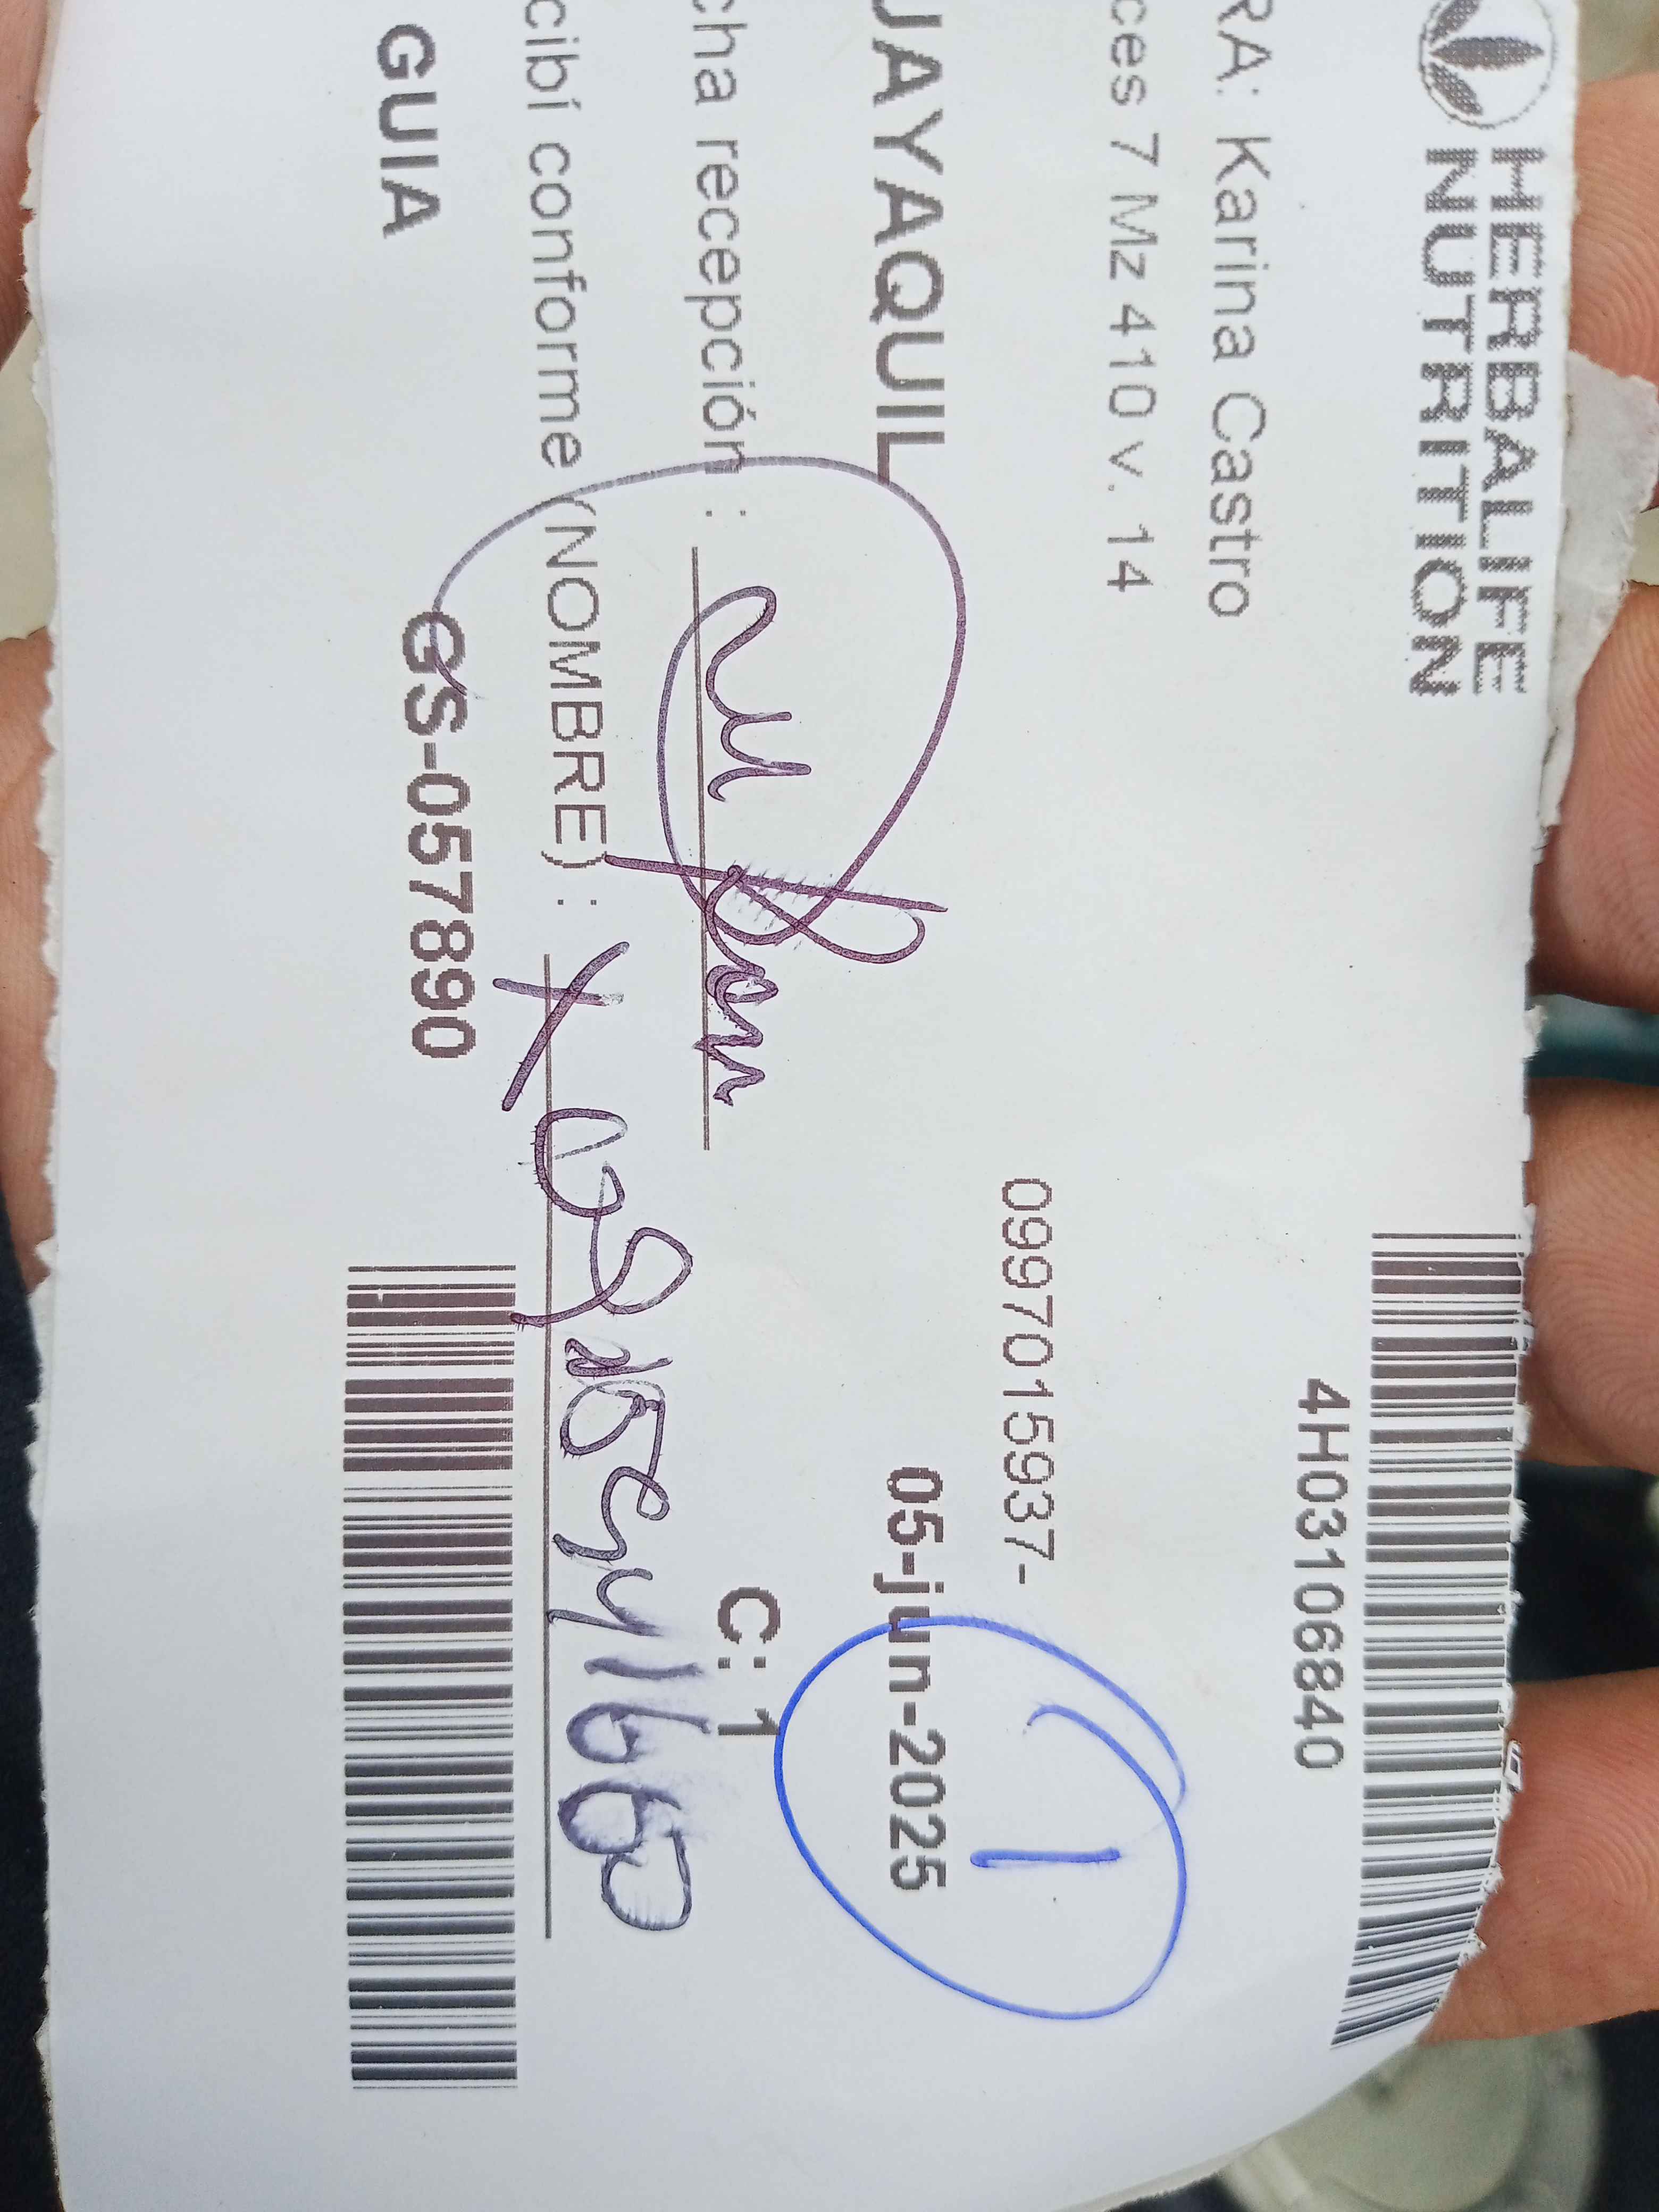 HERBALIFE
NUTRITION
4H03106840
RA: Karina Castro
ces 7 Mz 410 v. 14
0997015937-
1
UAYAQUIL
05-jun-2025
cha recepción :
C: 1
cibí conforme (NOMBRE) :
GUIA GS-057890